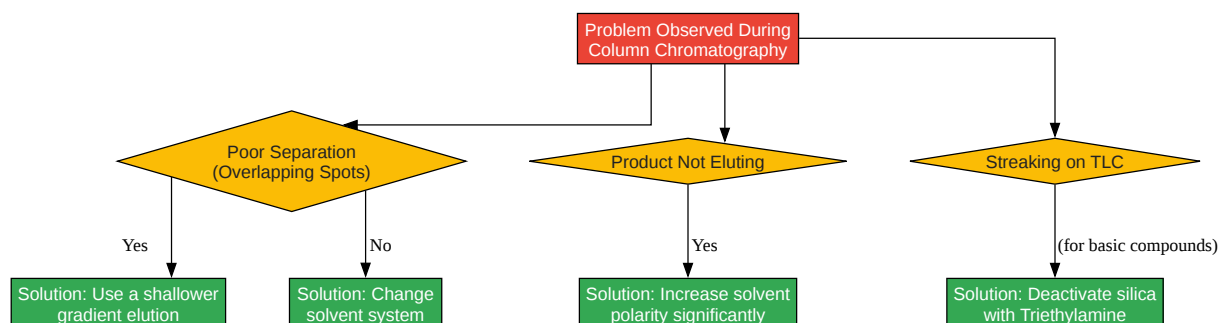 Problem Observed During
Column Chromatography
Poor Separation
(Overlapping Spots)
Product Not Eluting
Streaking on TLC
Yes
No
Yes
(for basic compounds)
Solution: Use a shallower
gradient elution
Solution: Change
solvent system
Solution: Increase solvent
polarity significantly
Solution: Deactivate silica
with Triethylamine